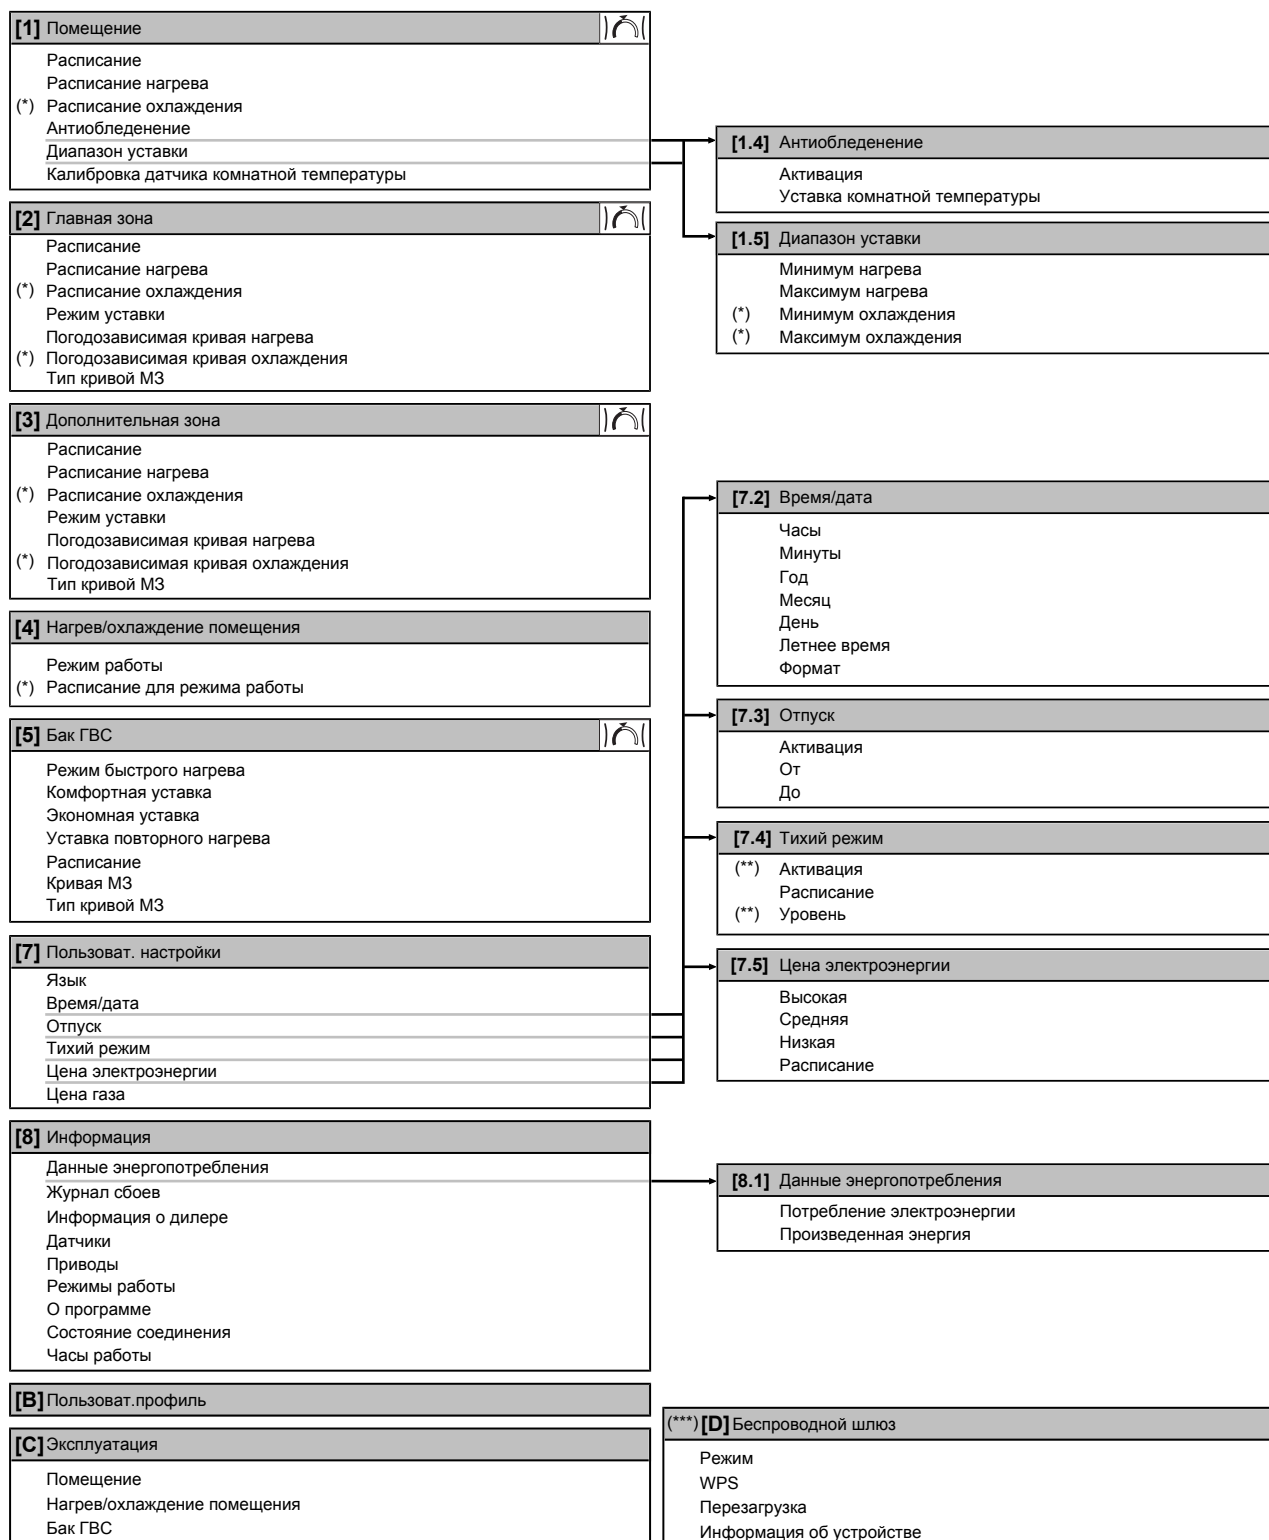 [1] Помещение
Расписание
Расписание нагрева
(*) Расписание охлаждения
Антиобледенение
Диапазон уставки
Калибровка датчика комнатной температуры
[1.4] Антиобледенение
Активация
Уставка комнатной температуры
[1.5] Диапазон уставки
Минимум нагрева
Максимум нагрева
(*) Минимум охлаждения
(*) Максимум охлаждения
[2] Главная зона
Расписание
Расписание нагрева
(*) Расписание охлаждения
Режим уставки
Погодозависимая кривая нагрева
(*) Погодозависимая кривая охлаждения
Тип кривой МЗ
[3] Дополнительная зона
Расписание
Расписание нагрева
(*) Расписание охлаждения
Режим уставки
Погодозависимая кривая нагрева
(*) Погодозависимая кривая охлаждения
Тип кривой МЗ
[4] Нагрев/охлаждение помещения
Режим работы
(*) Расписание для режима работы
[5] Бак ГВС
Режим быстрого нагрева
Комфортная уставка
Экономная уставка
Уставка повторного нагрева
Расписание
Кривая МЗ
Тип кривой МЗ
[7] Пользоват. настройки
Язык
Время/дата
Отпуск
Тихий режим
Цена электроэнергии
Цена газа
[7.2] Время/дата
Часы
Минуты
Год
Месяц
День
Летнее время
Формат
[7.3] Отпуск
Активация
От
До
[7.4] Тихий режим
(**) Активация
Расписание
(**) Уровень
[7.5] Цена электроэнергии
Высокая
Средняя
Низкая
Расписание
[8] Информация
Данные энергопотребления
Журнал сбоев
Информация о дилере
Датчики
Приводы
Режимы работы
О программе
Состояние соединения
Часы работы
[8.1] Данные энергопотребления
Потребление электроэнергии
Произведенная энергия
[B] Пользоват.профиль
[C] Эксплуатация
Помещение
Нагрев/охлаждение помещения
Бак ГВС
(***) [D] Беспроводной шлюз
Режим
WPS
Перезагрузка
Информация об устройстве